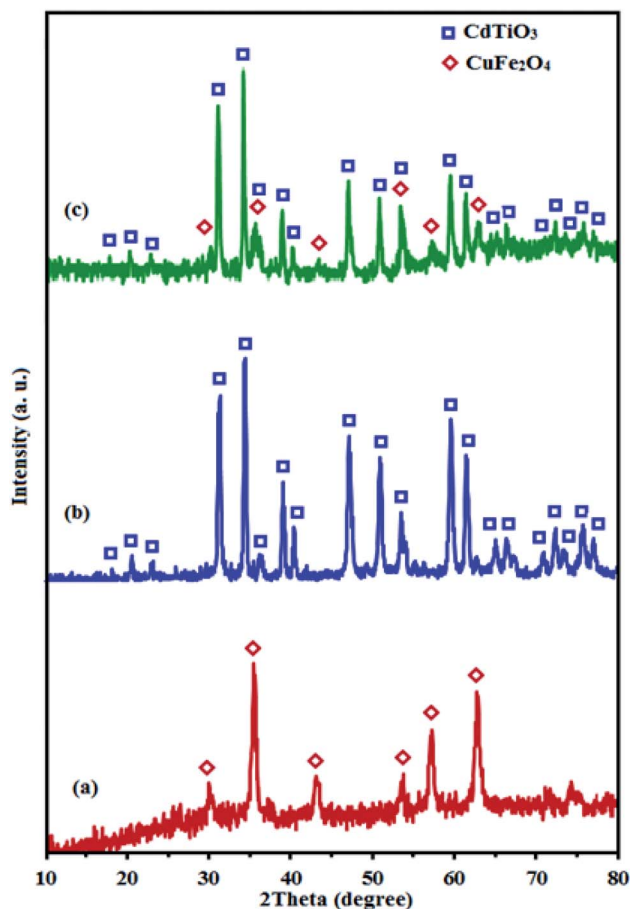 CdTiO₃
CuFe₂O₄
(c)
(b)
(a)
Intensity (a. u.)
10 20 30 40 50 60 70 80
2Theta (degree)